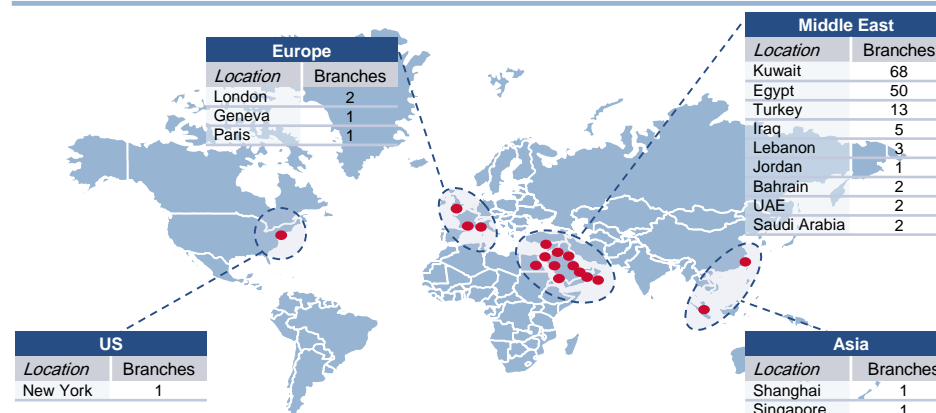 Europe
Location Branches
London 2
Geneva 1
Paris 1
Middle East
Location Branches
Kuwait 68
Egypt 50
Turkey 13
Iraq 5
Lebanon 3
Jordan 1
Bahrain 2
UAE 2
Saudi Arabia 2
US
Location Branches
New York 1
Asia
Location Branches
Shanghai 1
Singapore 1